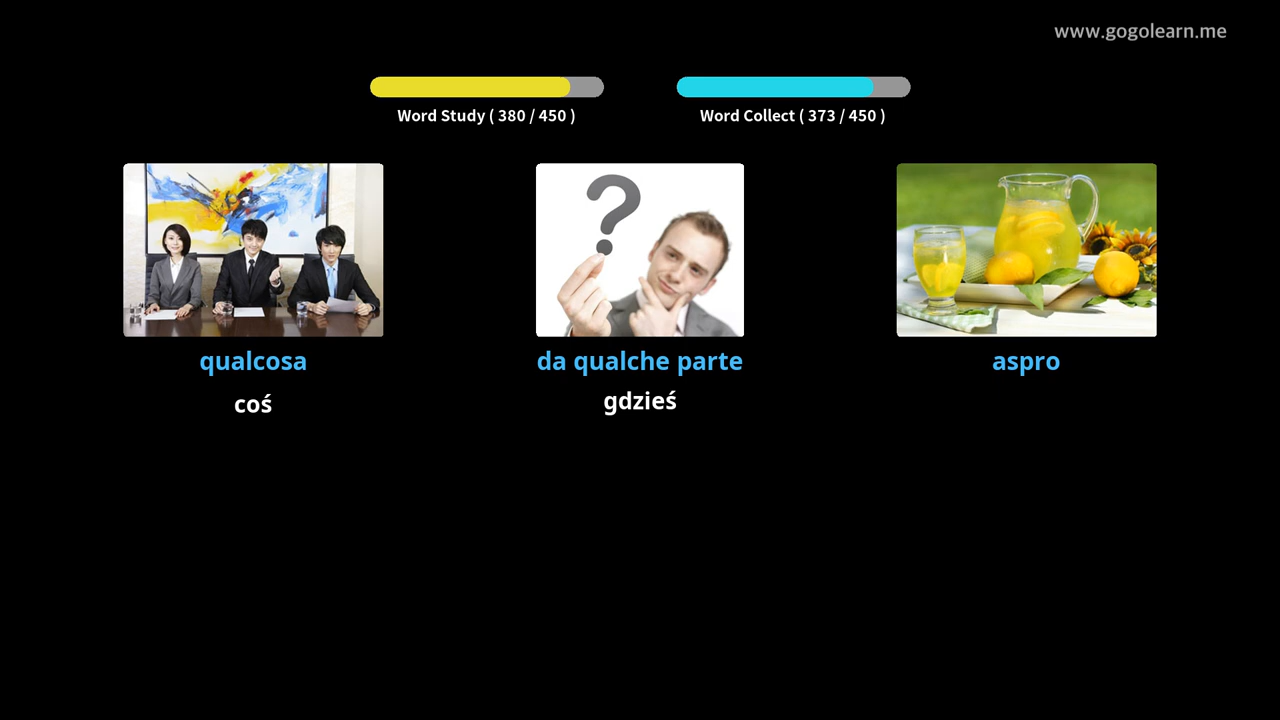 www.gogolearn.me
Word Study ( 380 / 450 )
Word Collect ( 373 / 450 )
qualcosa
da qualche parte
aspro
coś
gdzieś